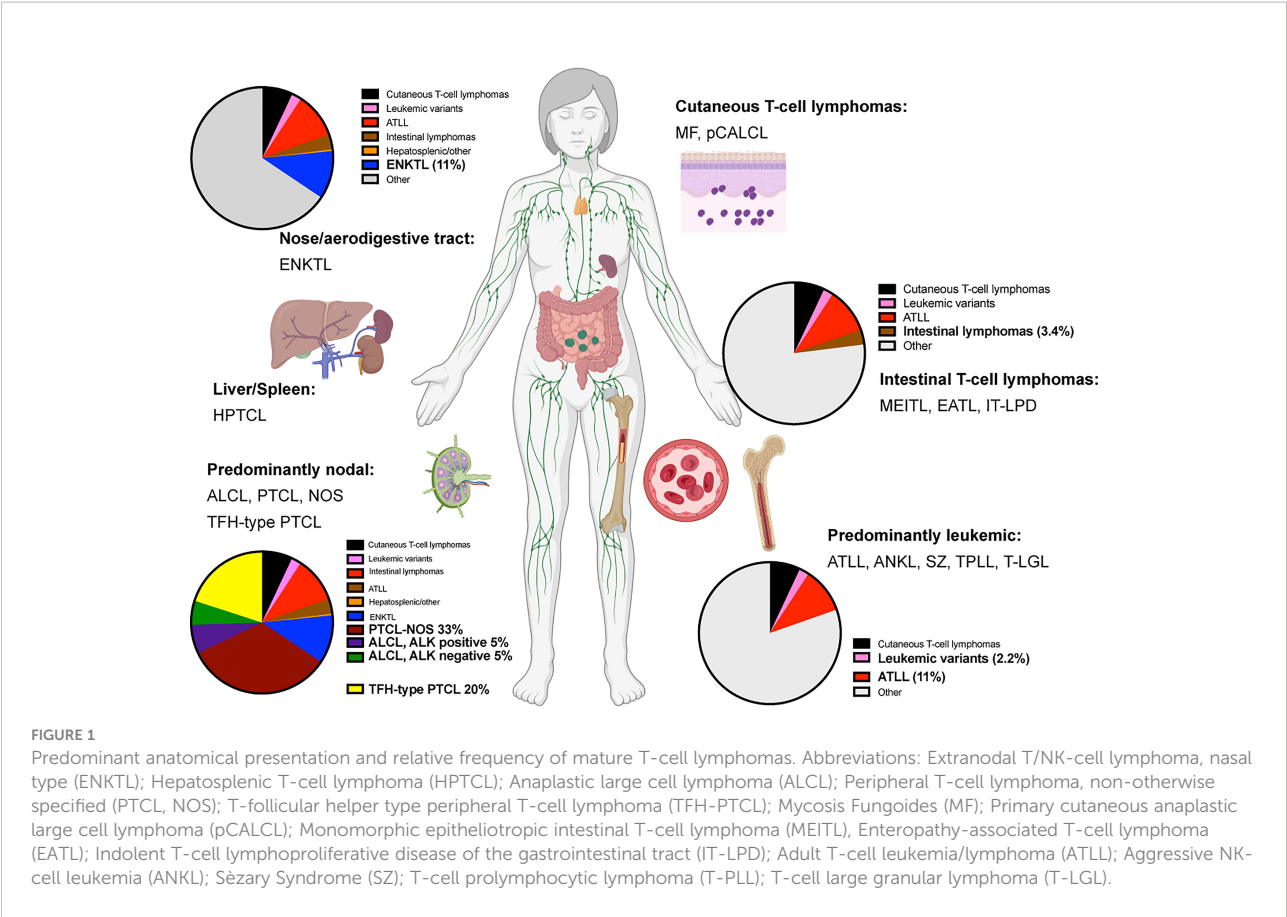 Cutaneous T-cell lymphomas
Leukemic variants
ATLL
Intestinal lymphomas
Hepatosplenic/other
ENKTL (11%)
Other
Nose/aerodigestive tract:
ENKTL
Cutaneous T-cell lymphomas:
MF, pCALCL
Cutaneous T-cell lymphomas
Leukemic variants
ATLL
Intestinal lymphomas (3.4%)
Other
Intestinal T-cell lymphomas:
MEITL, EATL, IT-LPD
Liver/Spleen:
HPTCL
Predominantly nodal:
ALCL, PTCL, NOS
TFH-type PTCL
Cutaneous T-cell lymphomas
Leukemic variants
Intestinal lymphomas
ATLL
Hepatosplenic/other
ENKTL
PTCL-NOS 33%
ALCL, ALK positive 5%
ALCL, ALK negative 5%
TFH-type PTCL 20%
Predominantly leukemic:
ATLL, ANKL, SZ, TPLL, T-LGL
Cutaneous T-cell lymphomas
Leukemic variants (2.2%)
ATLL (11%)
Other
FIGURE 1
Predominant anatomical presentation and relative frequency of mature T-cell lymphomas. Abbreviations: Extranodal T/NK-cell lymphoma, nasal
type (ENKTL); Hepatosplenic T-cell lymphoma (HPTCL); Anaplastic large cell lymphoma (ALCL); Peripheral T-cell lymphoma, non-otherwise
specified (PTCL, NOS); T-follicular helper type peripheral T-cell lymphoma (TFH-PTCL); Mycosis Fungoides (MF); Primary cutaneous anaplastic
large cell lymphoma (pCALCL); Monomorphic epitheliotropic intestinal T-cell lymphoma (MEITL), Enteropathy-associated T-cell lymphoma
(EATL); Indolent T-cell lymphoproliferative disease of the gastrointestinal tract (IT-LPD); Adult T-cell leukemia/lymphoma (ATLL); Aggressive NK-
cell leukemia (ANKL); Sèzary Syndrome (SZ); T-cell prolymphocytic lymphoma (T-PLL); T-cell large granular lymphoma (T-LGL).